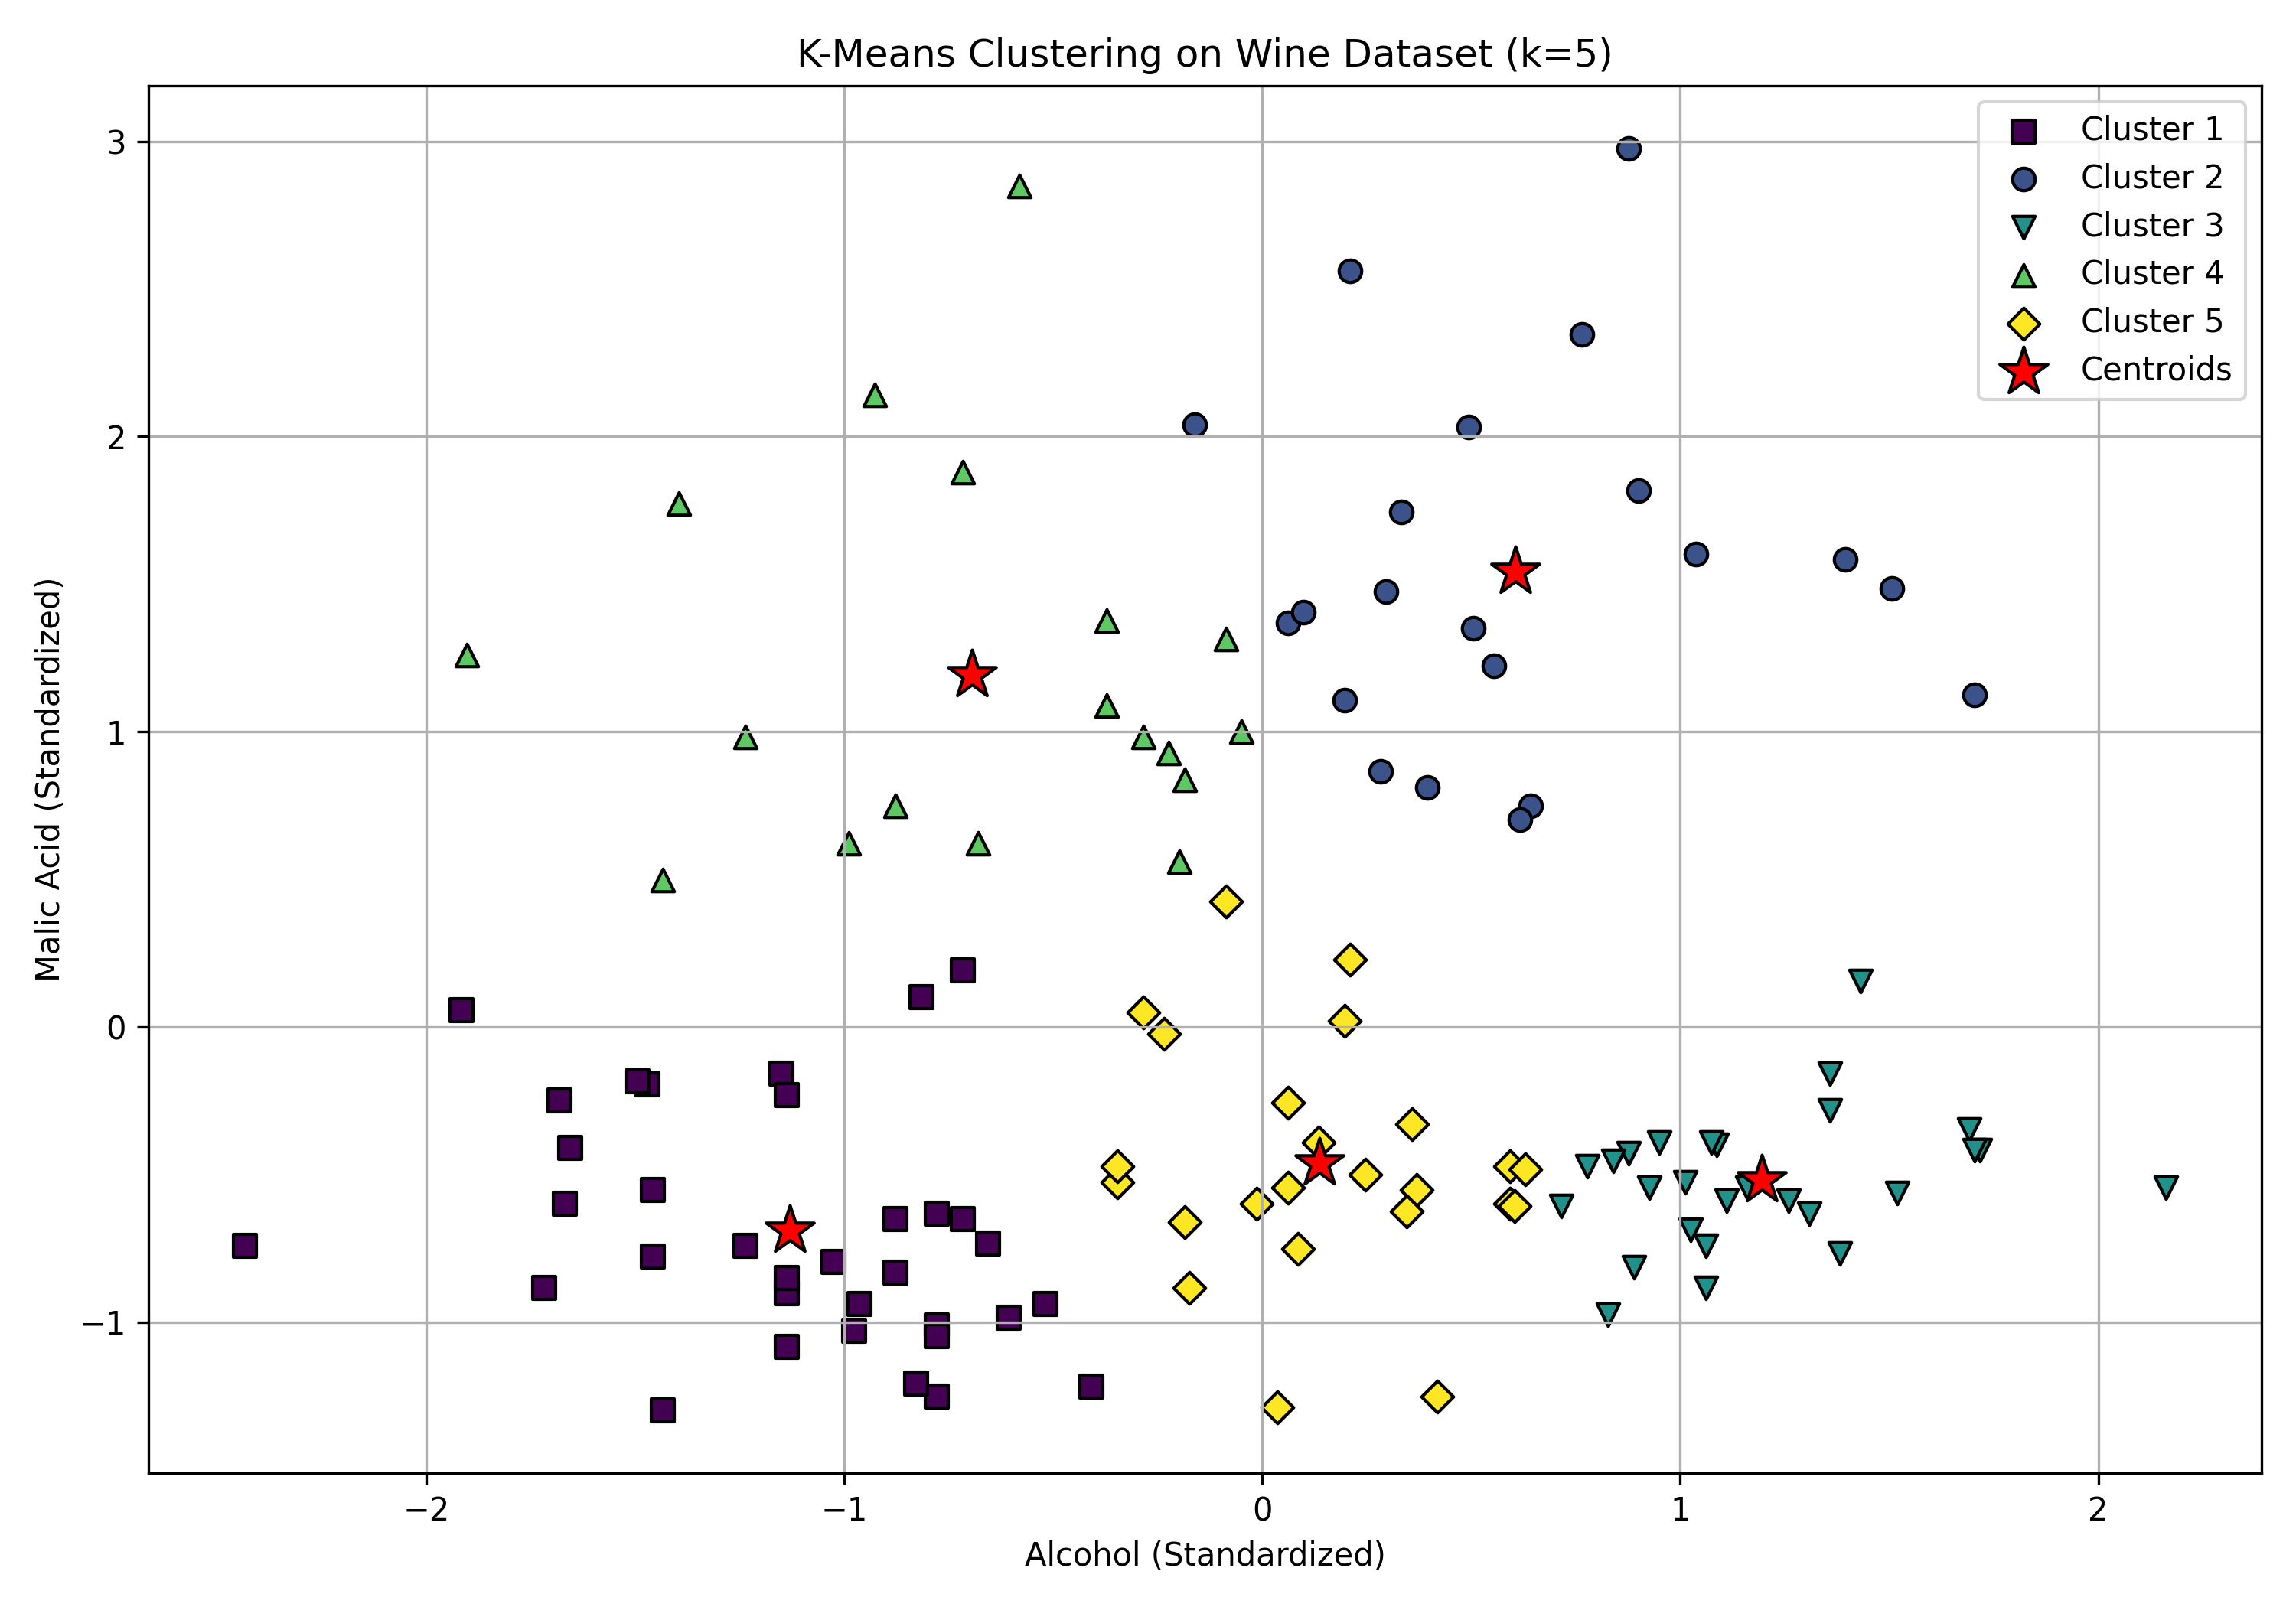 K-Means Clustering on Wine Dataset (k=5)
Cluster 1
Cluster 2
Cluster 3
Cluster 4
Cluster 5
Centroids
Malic Acid (Standardized)
3
2
1
0
−1
−2
−1
0
1
2
Alcohol (Standardized)